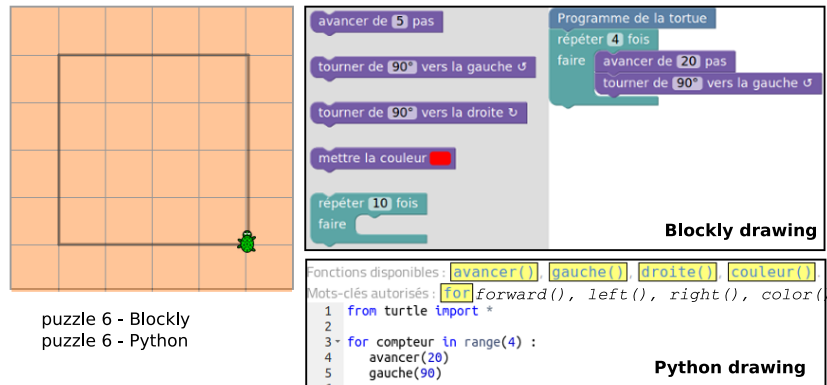 avancer de 5 pas
tourner de 90° vers la gauche ↺
tourner de 90° vers la droite ↻
mettre la couleur
répéter 10 fois
faire
Programme de la tortue
répéter 4 fois
faire avancer de 20 pas
tourner de 90° vers la gauche ↺
Blockly drawing
puzzle 6 - Blockly
puzzle 6 - Python
Fonctions disponibles : avancer(), gauche(), droite(), couleur().
Mots-clés autorisés : for forward(), left(), right(), color(
1 from turtle import *
2
3 for compteur in range(4) :
4 avancer(20)
5 gauche(90)
Python drawing